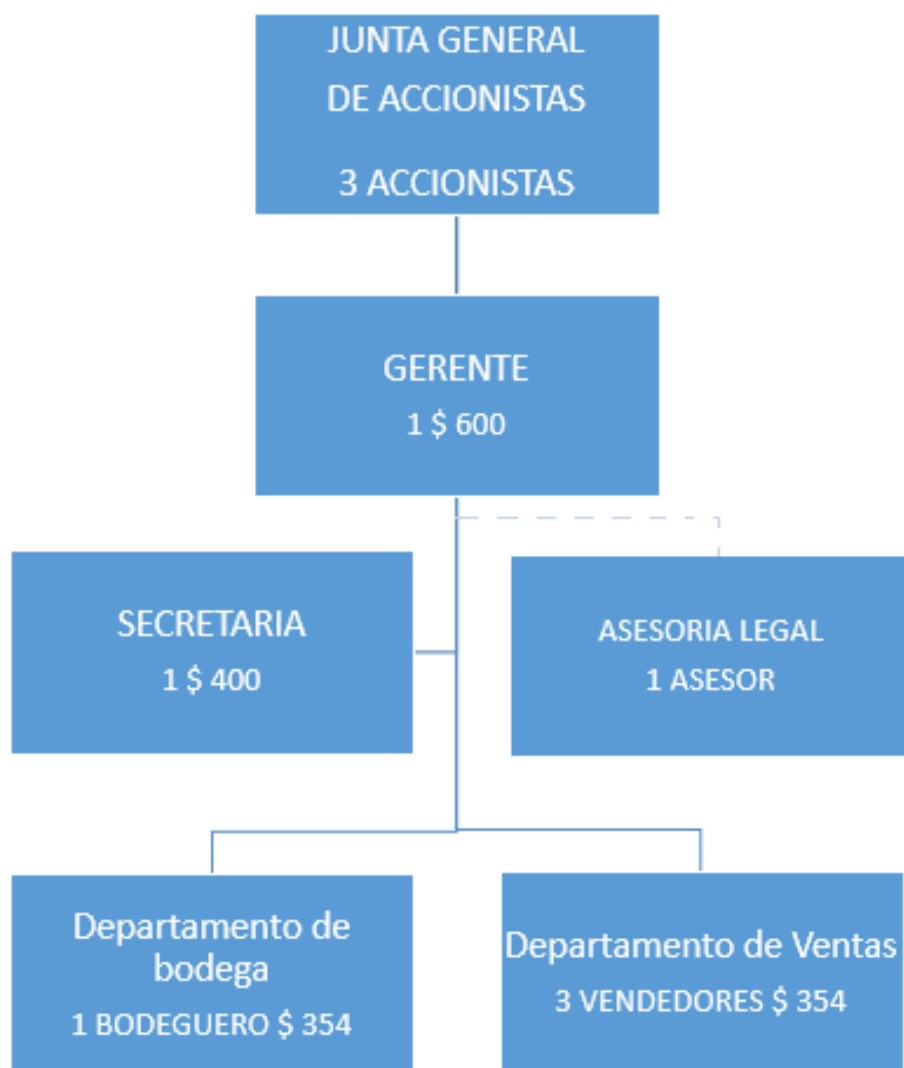 JUNTA GENERAL
DE ACCIONISTAS
3 ACCIONISTAS
GERENTE
1 $ 600
SECRETARIA
1 $ 400
ASESORIA LEGAL
1 ASESOR
Departamento de
bodega
1 BODEGUERO $ 354
Departamento de Ventas
3 VENDEDORES $ 354